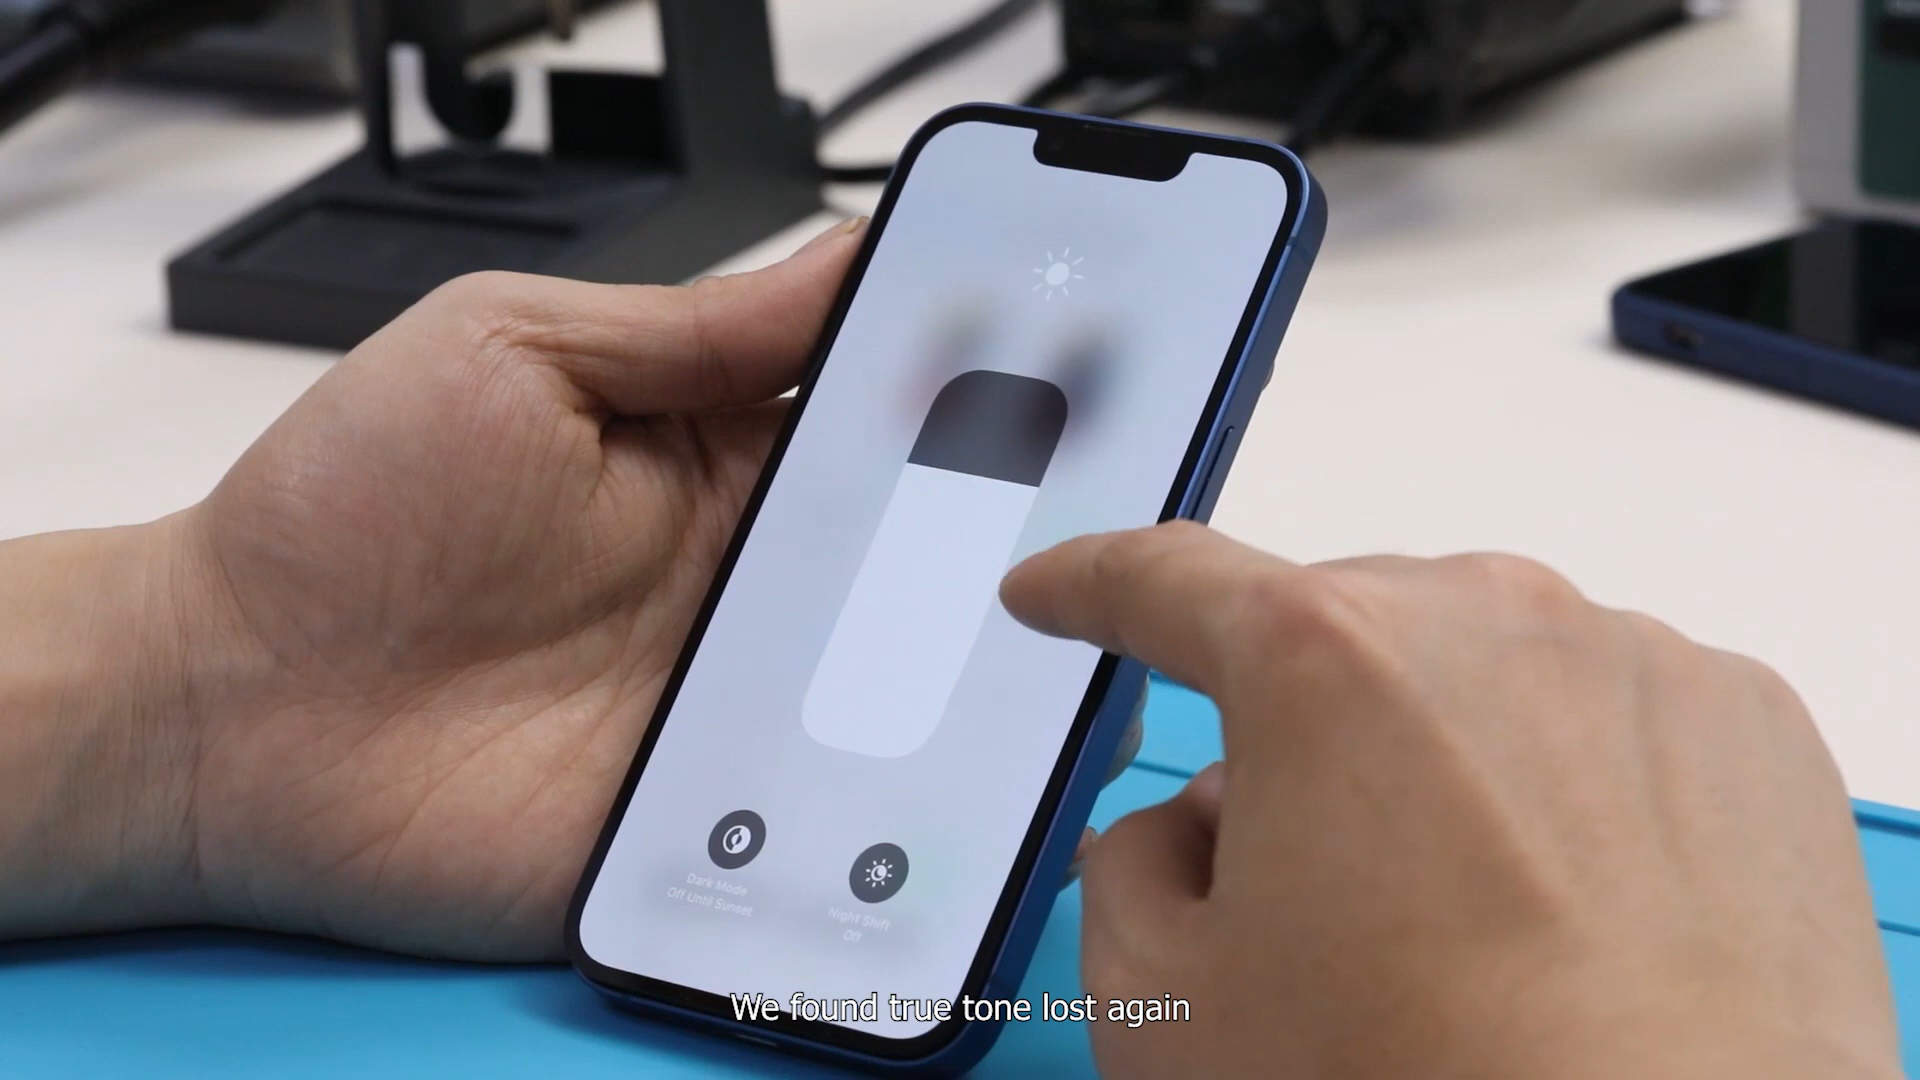 Dark Mode
Off Until Sunset
Night Shift
Off
We found true tone lost again